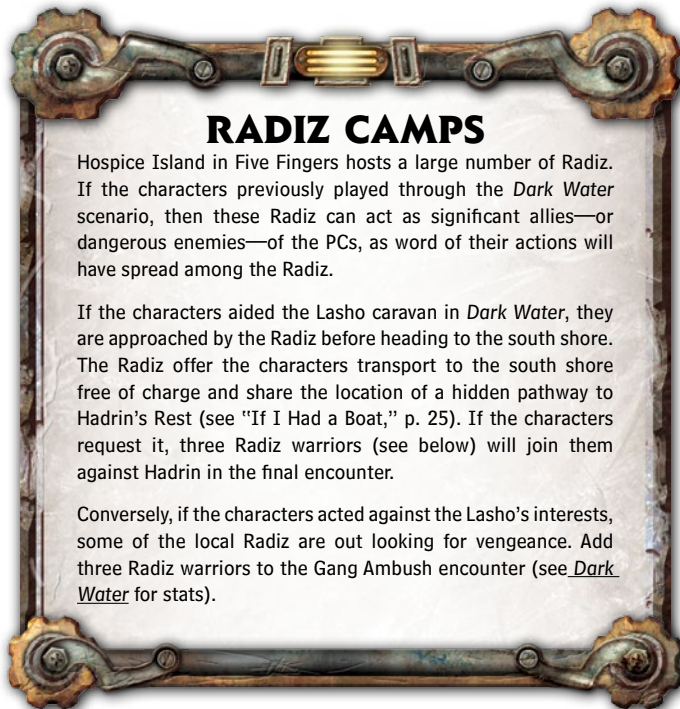 RADIZ CAMPS
Hospice Island in Five Fingers hosts a large number of Radiz.
If the characters previously played through the Dark Water
scenario, then these Radiz can act as significant allies—or
dangerous enemies—of the PCs, as word of their actions will
have spread among the Radiz.
If the characters aided the Lasho caravan in Dark Water, they
are approached by the Radiz before heading to the south shore.
The Radiz offer the characters transport to the south shore
free of charge and share the location of a hidden pathway to
Hadrin's Rest (see "If I Had a Boat," p. 25). If the characters
request it, three Radiz warriors (see below) will join them
against Hadrin in the final encounter.
Conversely, if the characters acted against the Lasho's interests,
some of the local Radiz are out looking for vengeance. Add
three Radiz warriors to the Gang Ambush encounter (see Dark
Water for stats).